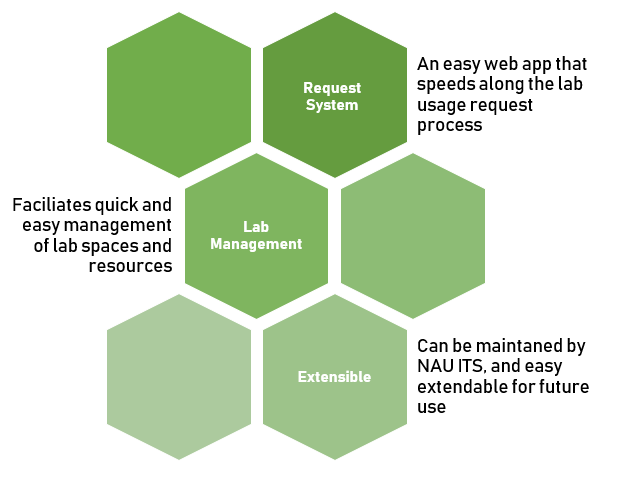 Request
System
An easy web app that
speeds along the lab
usage request
process
Faciliates quick and
easy management
of lab spaces and
resources
Lab
Management
Extensible
Can be maintaned by
NAU ITS, and easy
extendable for future
use